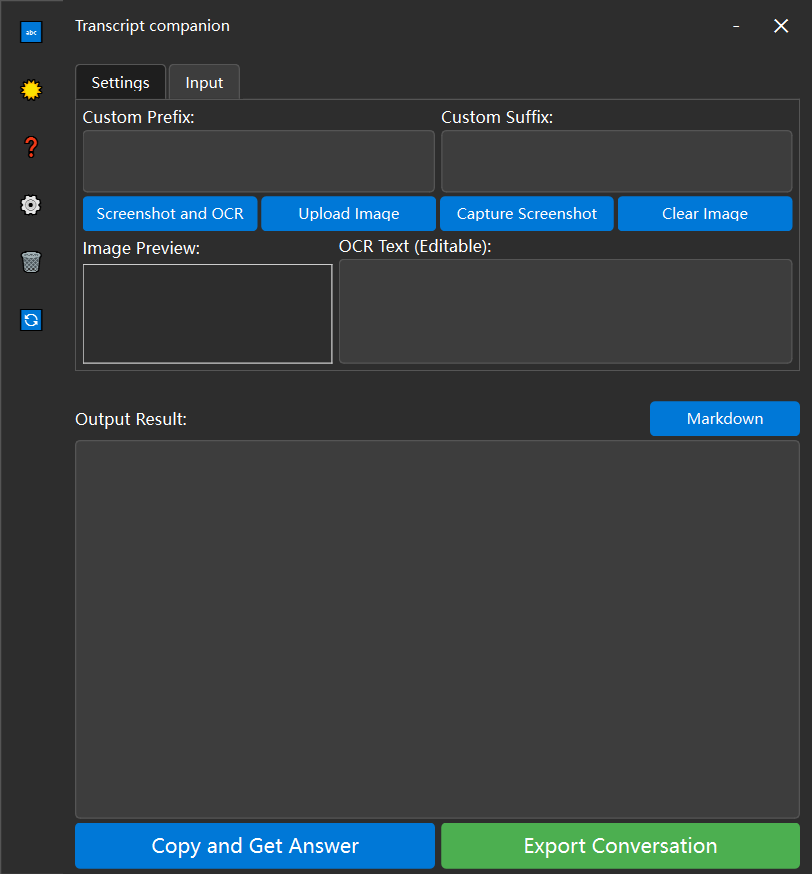 abc
Transcript companion
Settings
Input
Custom Prefix:
Custom Suffix:
Screenshot and OCR
Upload Image
Capture Screenshot
Clear Image
Image Preview:
OCR Text (Editable):
Output Result:
Markdown
Copy and Get Answer
Export Conversation